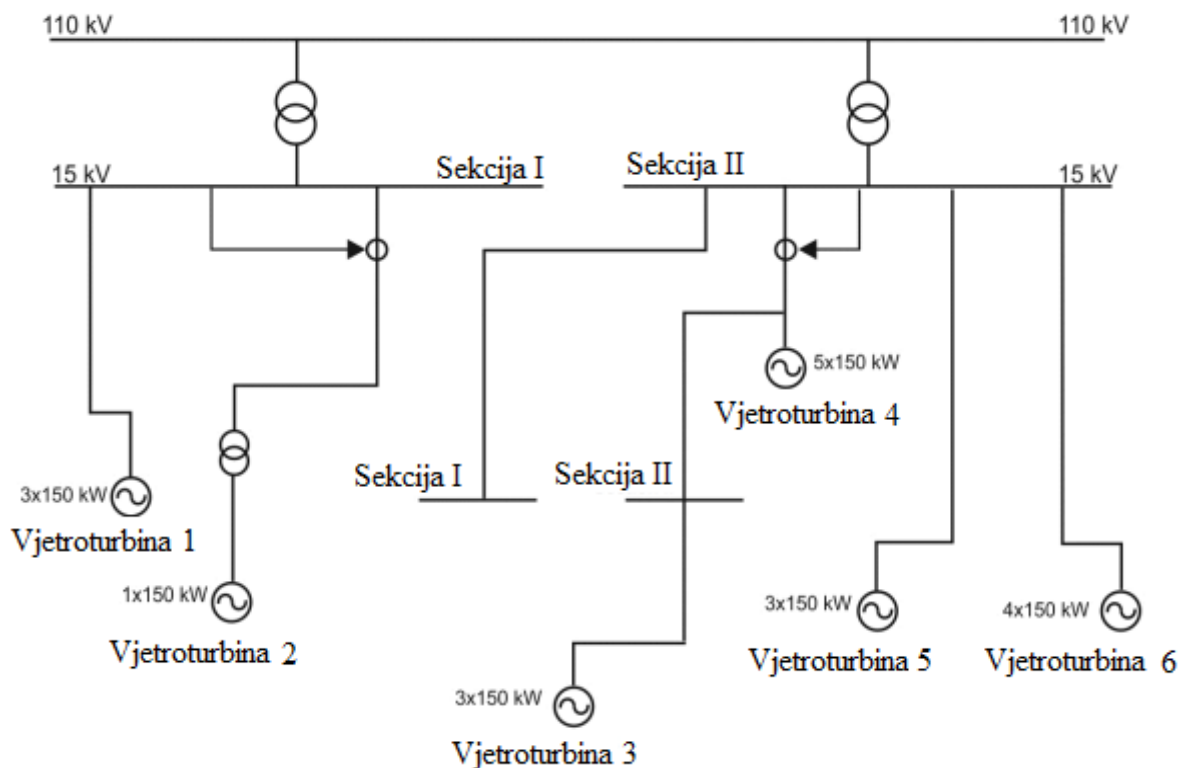 110 kV
110 kV
15 kV
Sekcija I
Sekcija II
15 kV
5x150 kW
Vjetroturbina 4
Sekcija I
Sekcija II
3x150 kW
Vjetroturbina 1
1x150 kW
Vjetroturbina 2
3x150 kW
Vjetroturbina 5
4x150 kW
Vjetroturbina 6
3x150 kW
Vjetroturbina 3